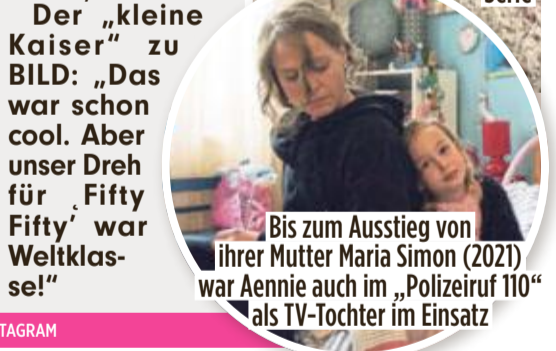 Der „kleine
Kaiser“ zu
BILD: „Das
war schon
cool. Aber
unser Dreh
für ‚Fifty
Fifty’ war
Weltklas-
se!“
Bis zum Ausstieg von
ihrer Mutter Maria Simon (2021)
war Aennie auch im „Polizeiruf 110“
als TV-Tochter im Einsatz
TAGRAM